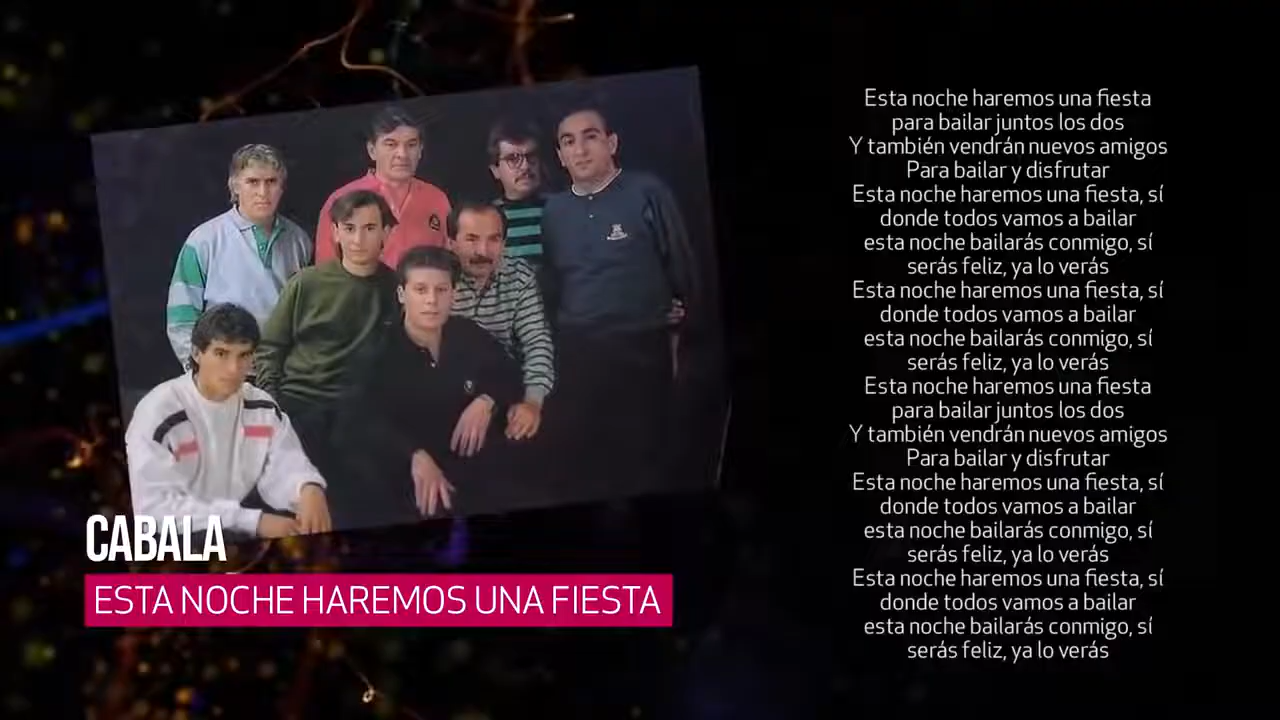 Esta noche haremos una fiesta
para bailar juntos los dos
Y también vendrán nuevos amigos
Para bailar y disfrutar
Esta noche haremos una fiesta, sí
donde todos vamos a bailar
esta noche bailarás conmigo, sí
serás feliz, ya lo verás
Esta noche haremos una fiesta, sí
donde todos vamos a bailar
esta noche bailarás conmigo, sí
serás feliz, ya lo verás
Esta noche haremos una fiesta
para bailar juntos los dos
Y también vendrán nuevos amigos
Para bailar y disfrutar
Esta noche haremos una fiesta, sí
donde todos vamos a bailar
esta noche bailarás conmigo, sí
serás feliz, ya lo verás
Esta noche haremos una fiesta, sí
donde todos vamos a bailar
esta noche bailarás conmigo, sí
serás feliz, ya lo verás
CABALA
ESTA NOCHE HAREMOS UNA FIESTA